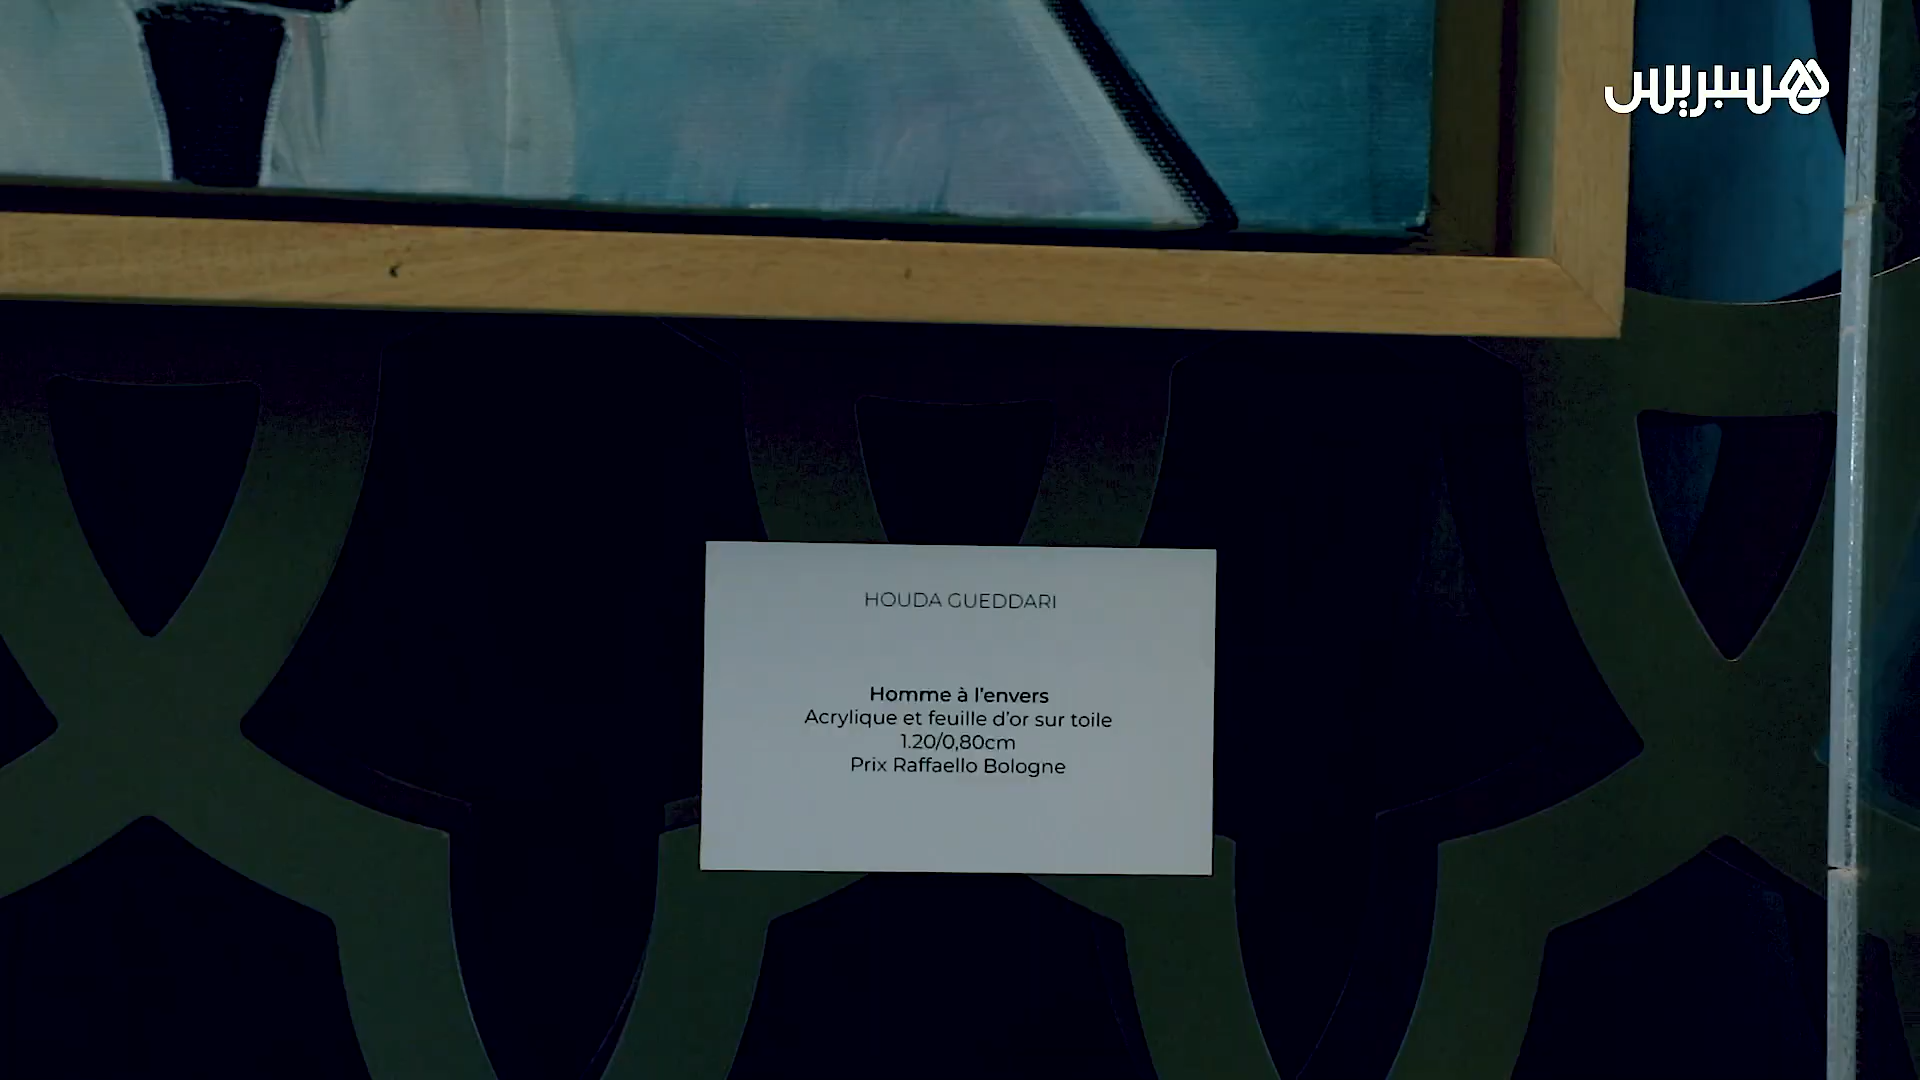 هسبريس
HOUDA GUEDDARI
Homme à l'envers
Acrylique et feuille d'or sur toile
1.20/0,80cm
Prix Raffaello Bologne